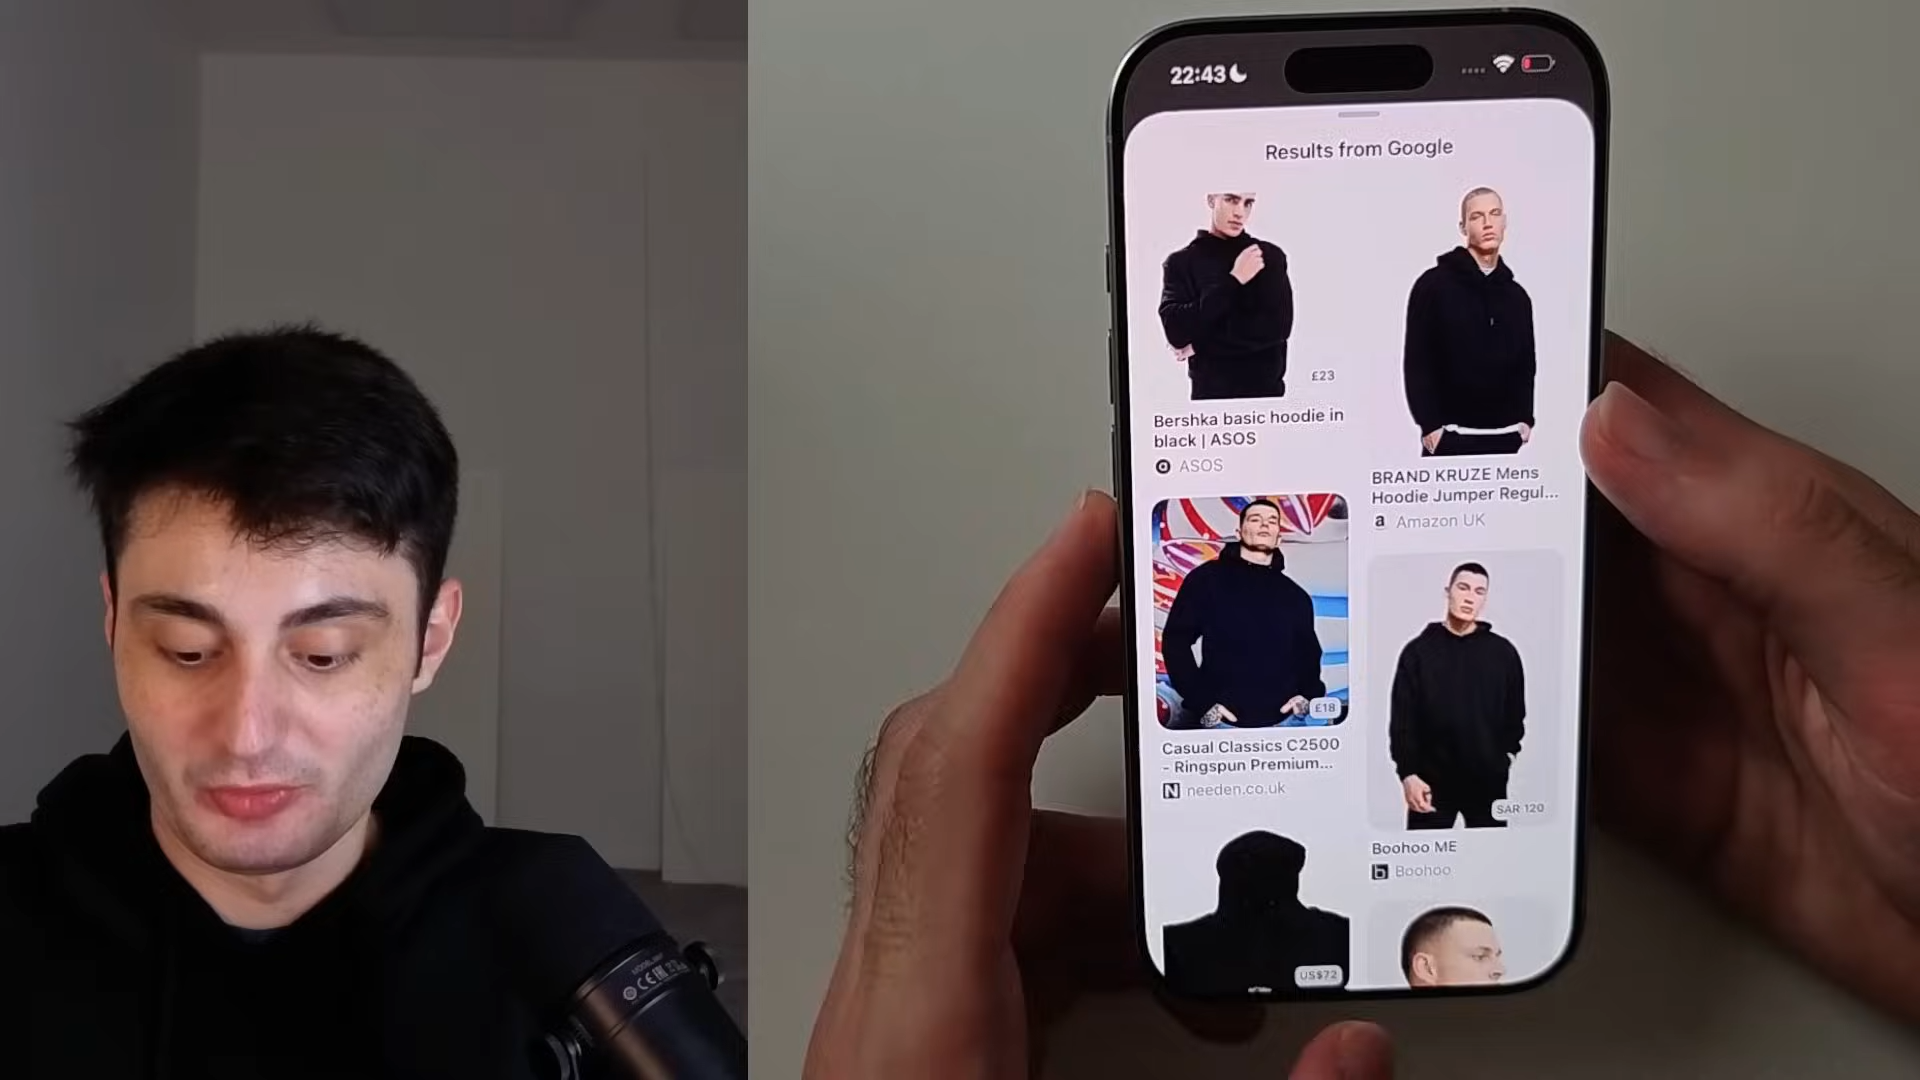 22:43
Results from Google
£23
Bershka basic hoodie in
black | ASOS
ASOS
BRAND KRUZE Mens
Hoodie Jumper Regul...
a Amazon UK
£18
Casual Classics C2500
- Ringspun Premium...
N needen.co.uk
SAR 120
Boohoo ME
b Boohoo
US$72
CE